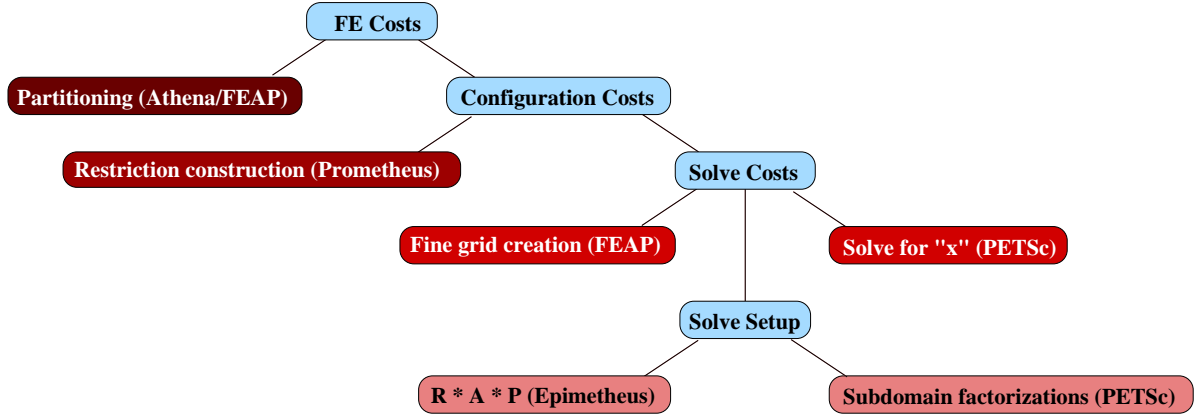 FE Costs
Partitioning (Athena/FEAP)
Configuration Costs
Restriction construction (Prometheus)
Solve Costs
Fine grid creation (FEAP)
Solve for "x" (PETSc)
Solve Setup
R * A * P (Epimetheus)
Subdomain factorizations (PETSc)